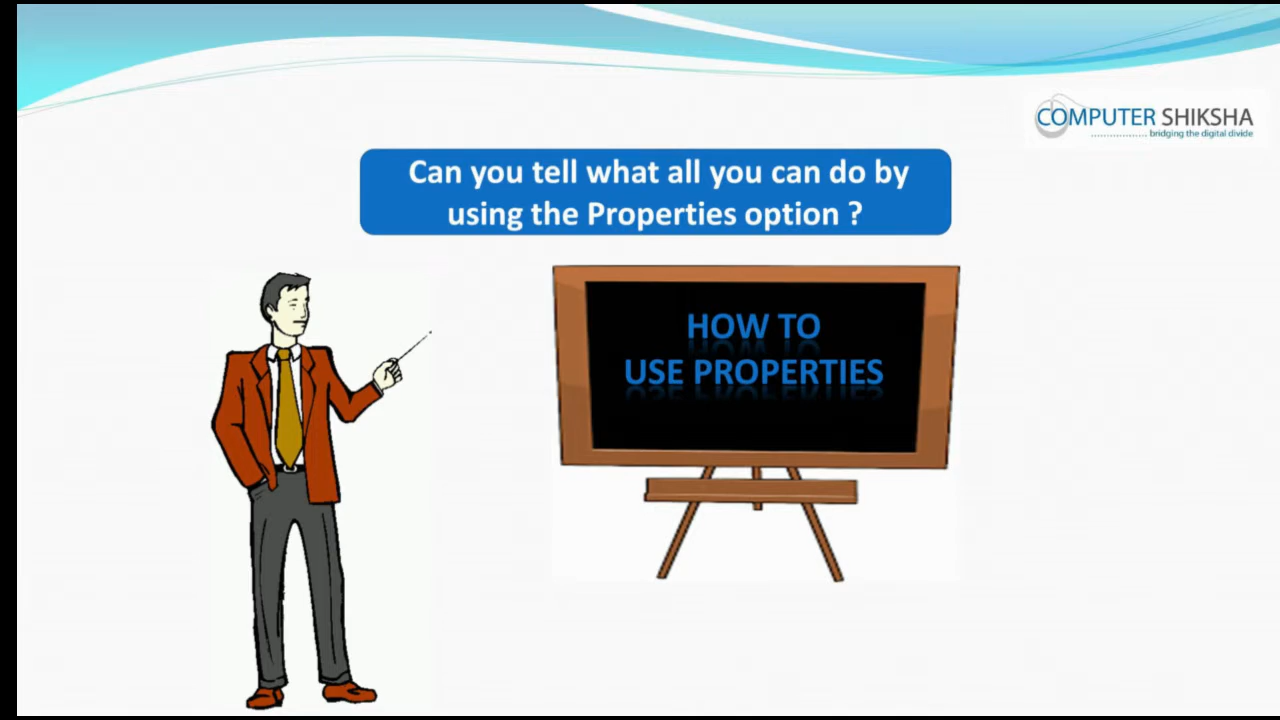 COMPUTER SHIKSHA
.................... bridging the digital divide
Can you tell what all you can do by
using the Properties option ?
HOW TO
USE PROPERTIES